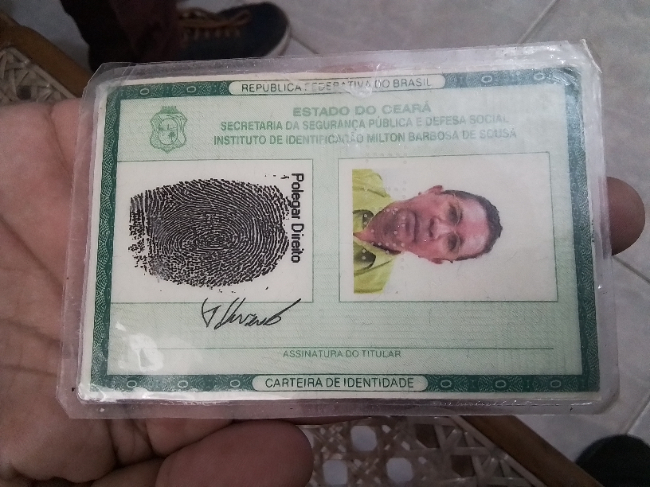 REPÚBLICA FEDERATIVA DO BRASIL
ESTADO DO CEARÁ
SECRETARIA DA SEGURANÇA PÚBLICA E DEFESA SOCIAL
INSTITUTO DE IDENTIFICAÇÃO MILTON BARBOSA DE SOUSA
Polegar Direito
ASSINATURA DO TITULAR
CARTEIRA DE IDENTIDADE